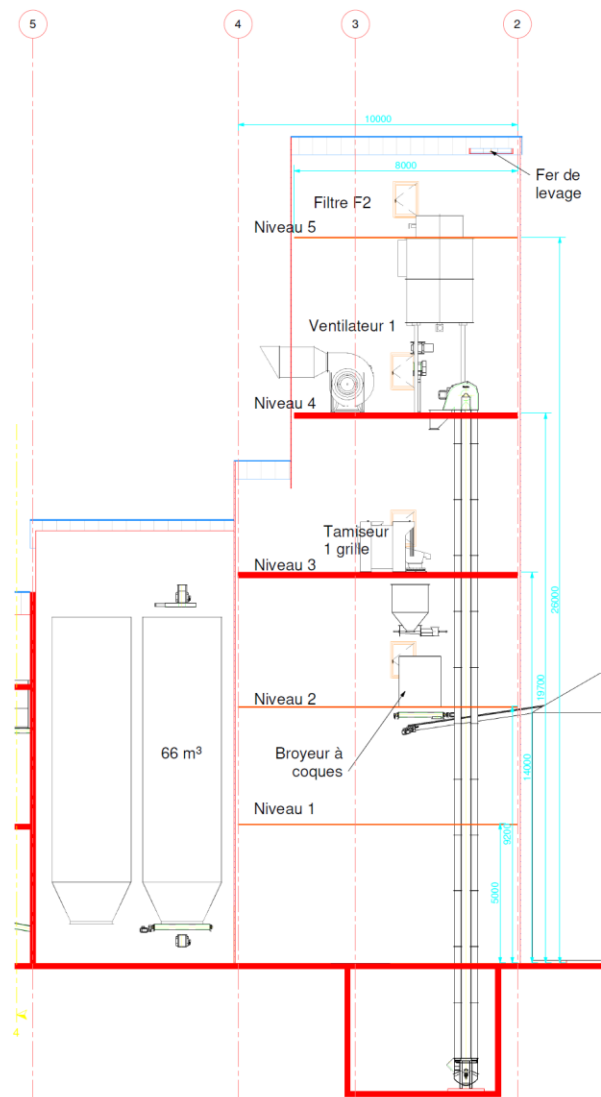 5
4
3
2
10000
8000
Fer de
levage
Filtre F2
Niveau 5
Ventilateur 1
Niveau 4
Tamiseur
1 grille
Niveau 3
26000
19700
14000
9200
5000
Niveau 2
66 m³
Broyeur à
coques
Niveau 1